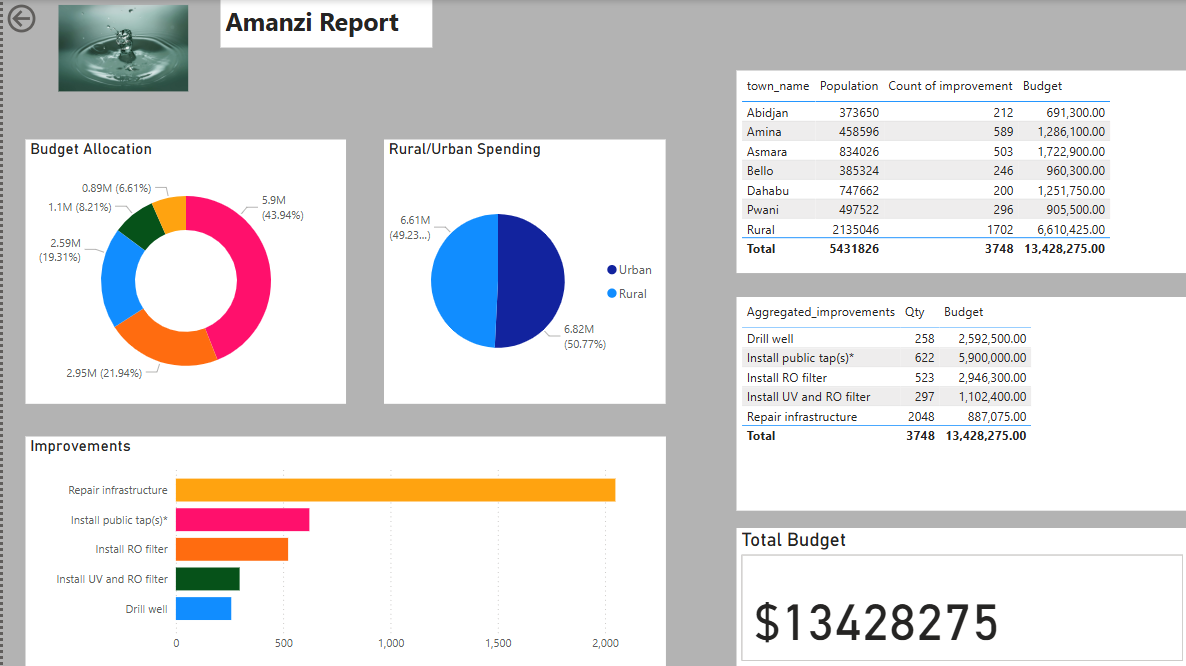 Amanzi Report
Budget Allocation
0.89M (6.61%)
1.1M (8.21%)
2.59M
(19.31%)
5.9M
(43.94%)
2.95M (21.94%)
Rural/Urban Spending
6.61M
(49.23...)
6.82M
(50.77%)
Urban
Rural
town_name Population Count of improvement Budget
Abidjan 373650 212 691,300.00
Amina 458596 589 1,286,100.00
Asmara 834026 503 1,722,900.00
Bello 385324 246 960,300.00
Dahabu 747662 200 1,251,750.00
Pwani 497522 296 905,500.00
Rural 2135046 1702 6,610,425.00
Total 5431826 3748 13,428,275.00
Aggregated_improvements Qty Budget
Drill well 258 2,592,500.00
Install public tap(s)* 622 5,900,000.00
Install RO filter 523 2,946,300.00
Install UV and RO filter 297 1,102,400.00
Repair infrastructure 2048 887,075.00
Total 3748 13,428,275.00
Improvements
Repair infrastructure
Install public tap(s)*
Install RO filter
Install UV and RO filter
Drill well
0 500 1,000 1,500 2,000
Total Budget
$13428275